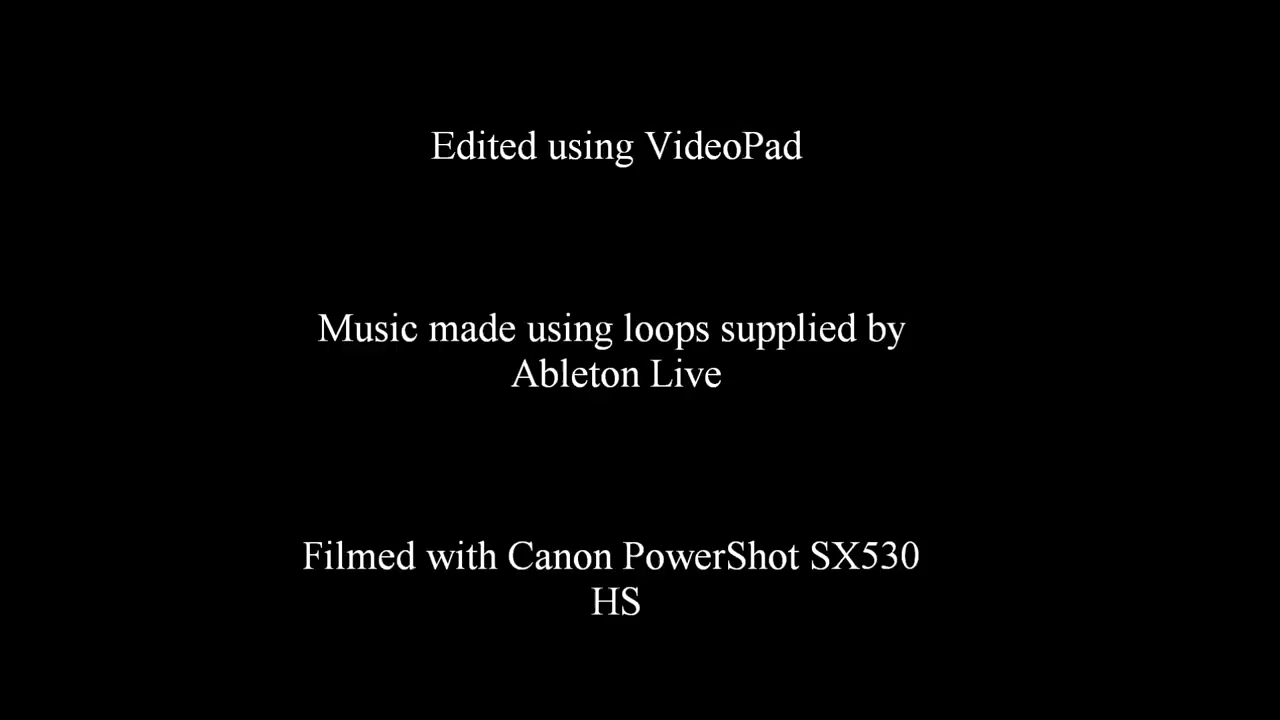 Edited using VideoPad
Music made using loops supplied by
Ableton Live
Filmed with Canon PowerShot SX530
HS